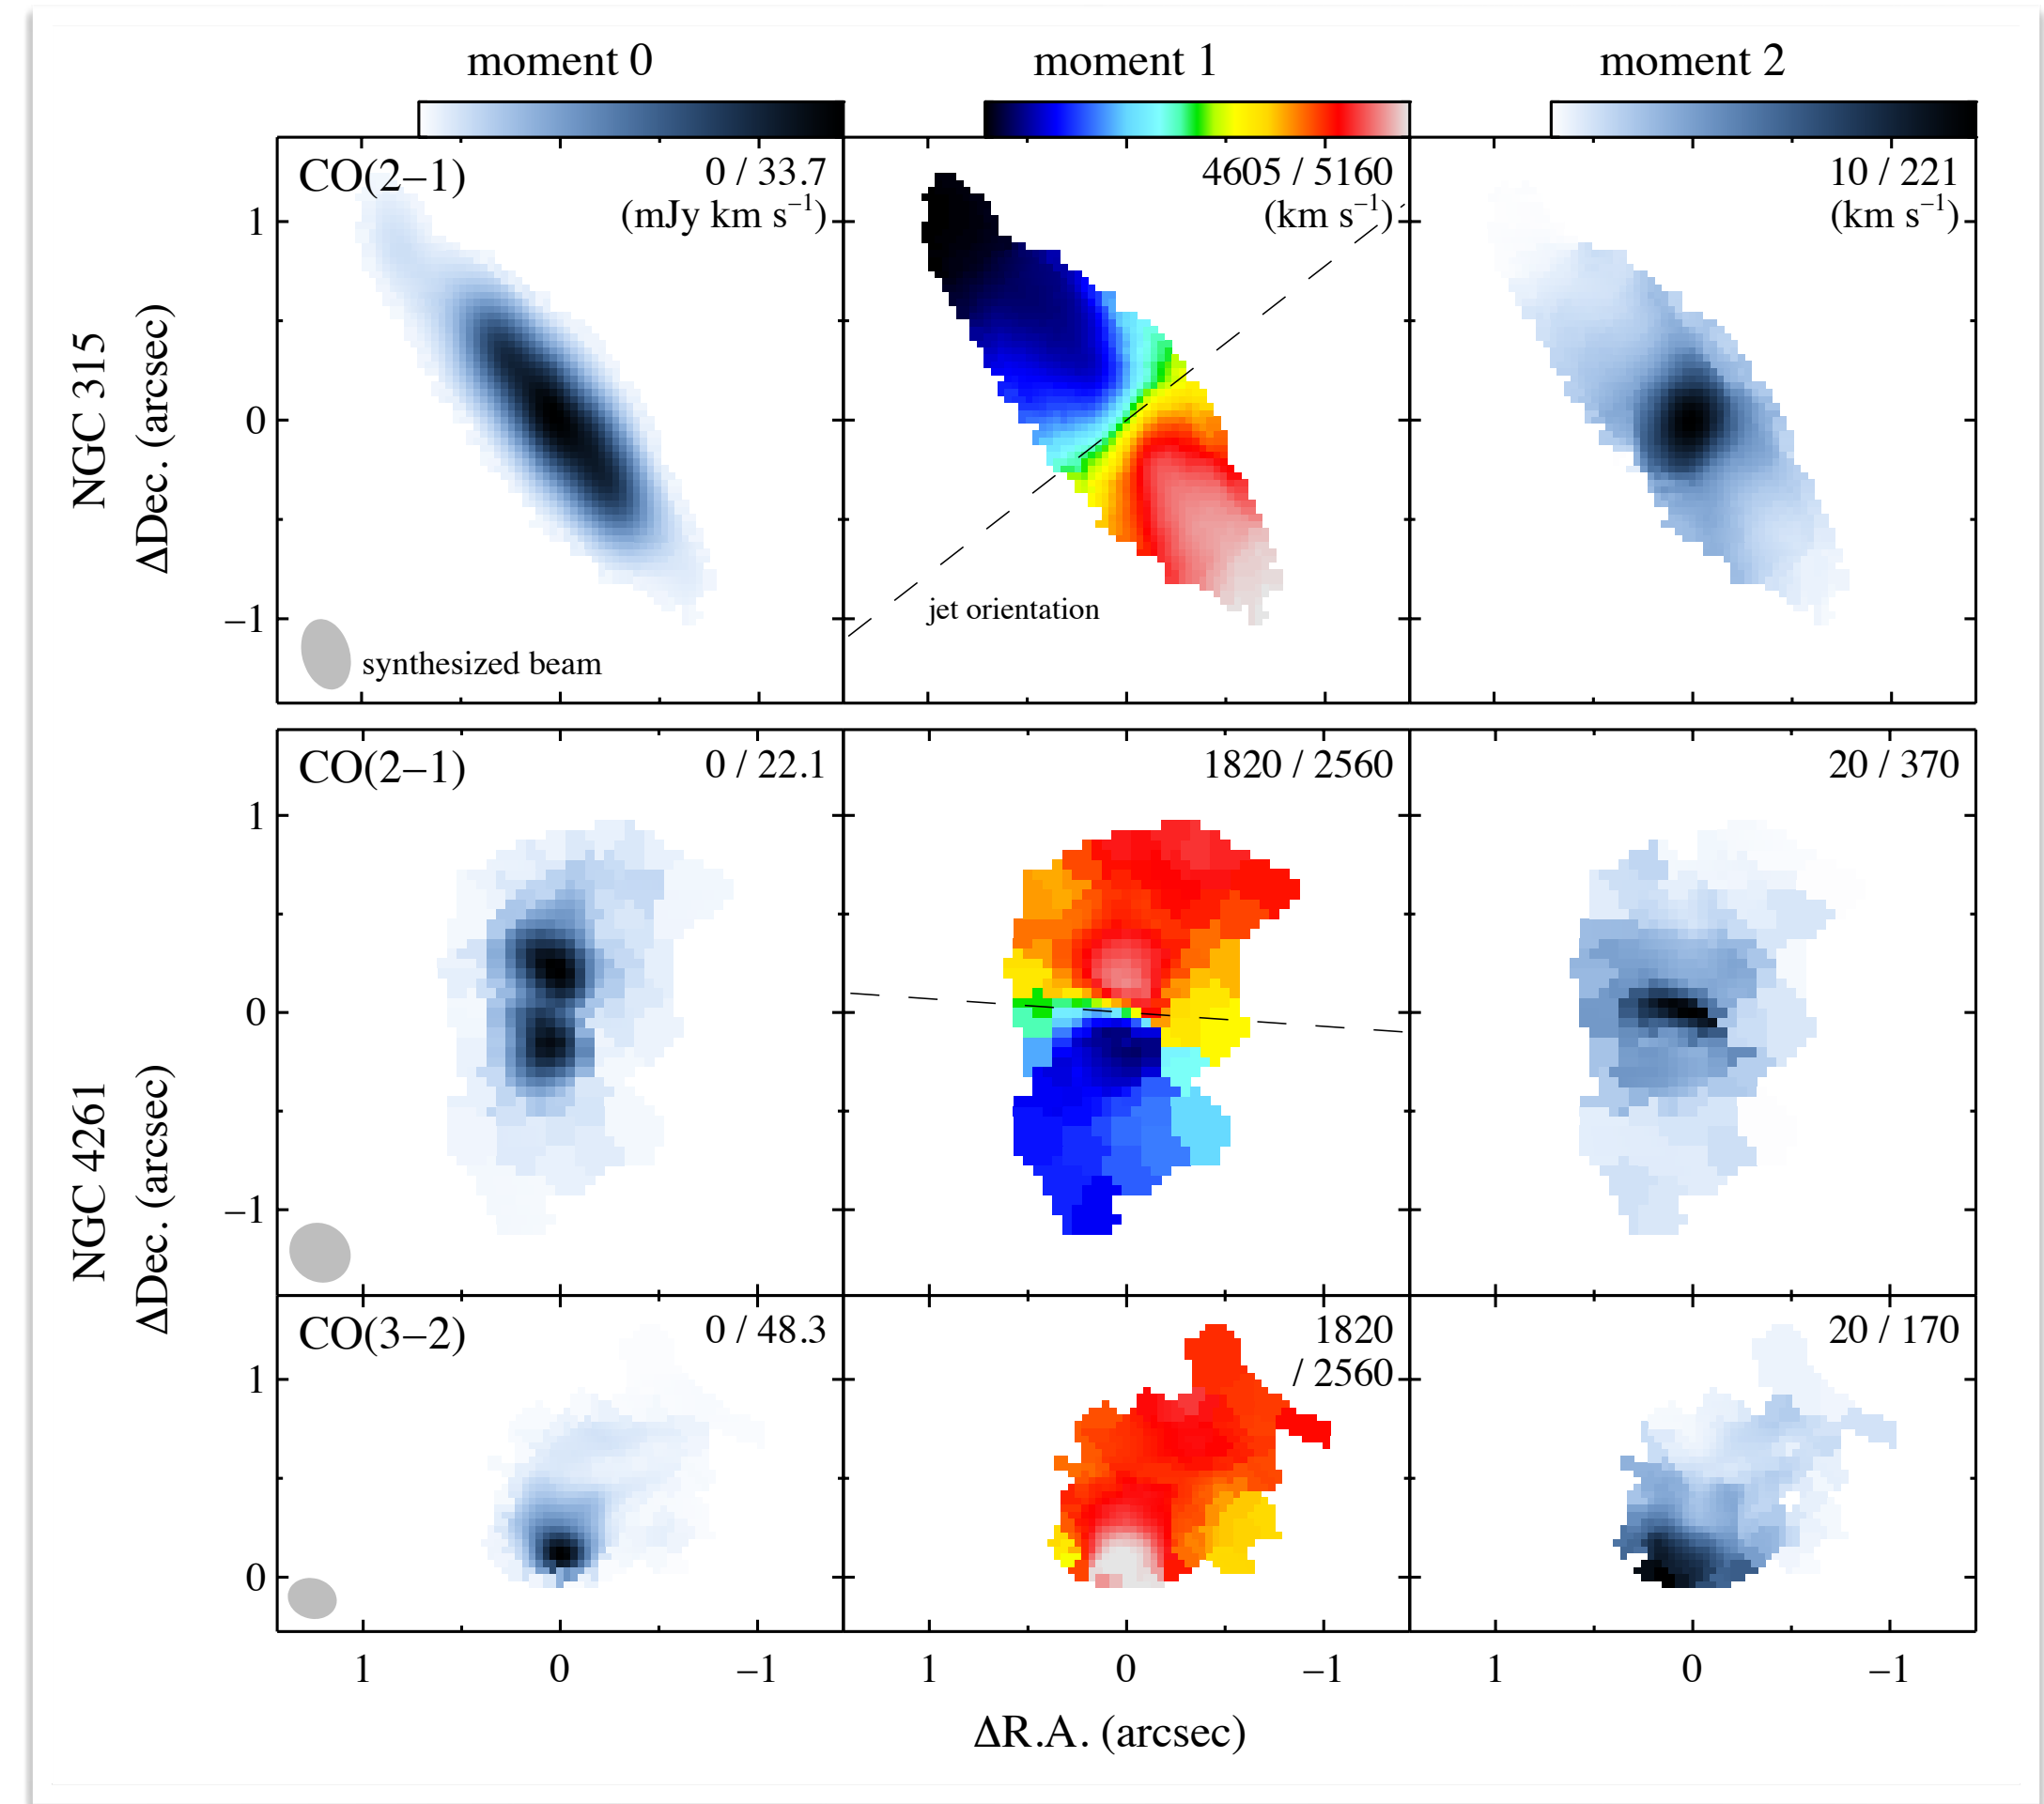 moment 0
moment 1
moment 2
CO(2–1)
0 / 33.7
(mJy km s⁻¹)
4605 / 5160
(km s⁻¹)
10 / 221
(km s⁻¹)
NGC 315
ΔDec. (arcsec)
1
0
−1
synthesized beam
jet orientation
CO(2–1)
0 / 22.1
1820 / 2560
20 / 370
NGC 4261
ΔDec. (arcsec)
1
0
−1
CO(3–2)
0 / 48.3
1820
/ 2560
20 / 170
1
0
1 0 −1 1 0 −1 1 0 −1
ΔR.A. (arcsec)